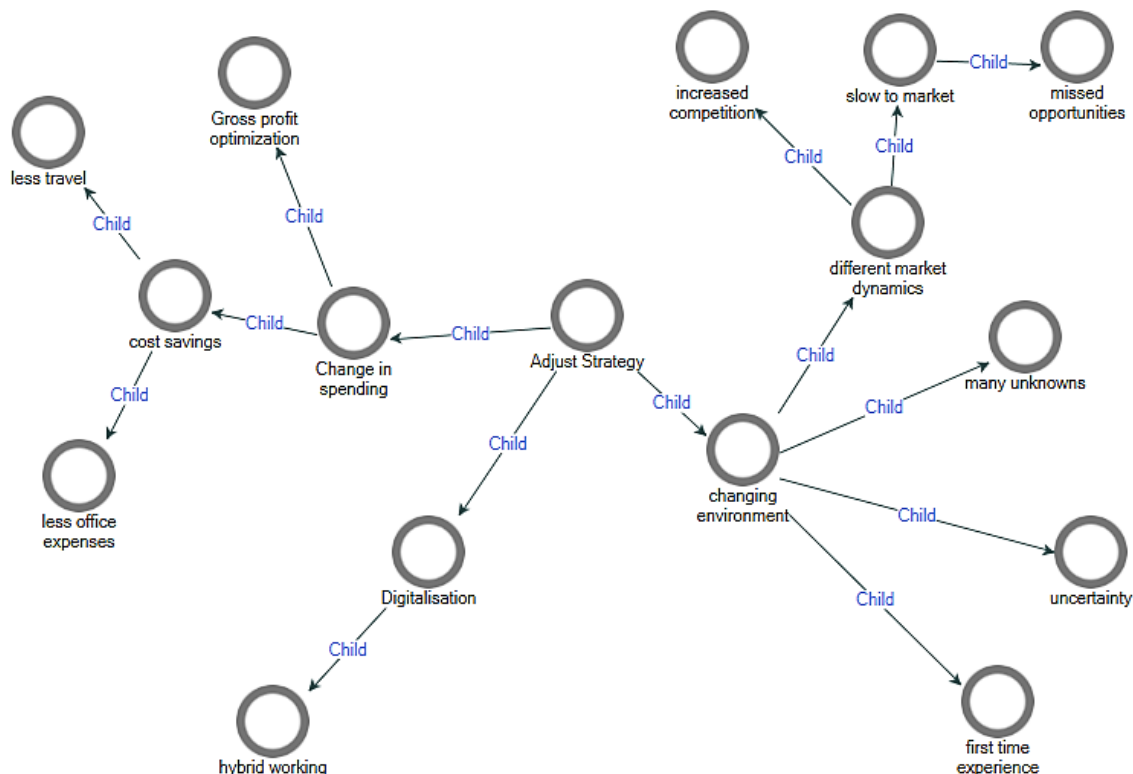 increased
competition
slow to market
Child
missed
opportunities
Gross profit
optimization
less travel
Child
Child
Child
Child
different market
dynamics
cost savings
Child
Change in
spending
Child
Adjust Strategy
Child
Child
many unknowns
Child
Child
Child
less office
expenses
Child
changing
environment
Child
Digitalisation
uncertainty
Child
Child
hybrid working
first time
experience